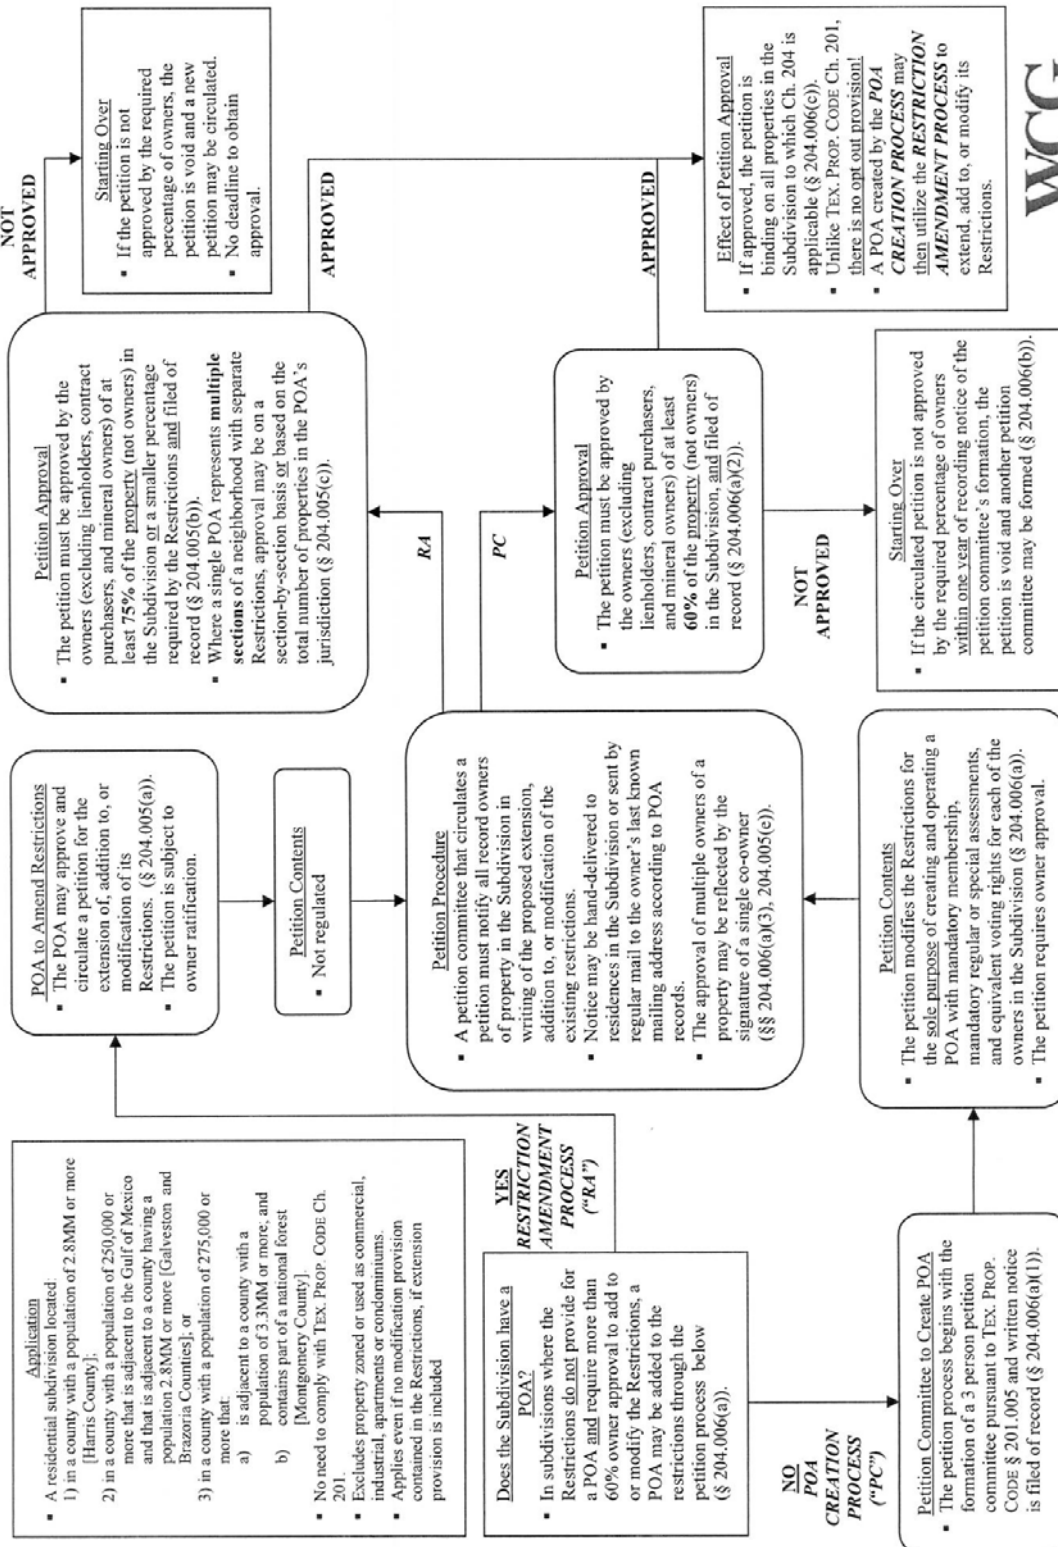 Application
▪ A residential subdivision located:
1) in a county with a population of 2.8MM or more
[Harris County];
2) in a county with a population of 250,000 or
more that is adjacent to the Gulf of Mexico
and that is adjacent to a county having a
population 2.8MM or more [Galveston and
Brazoria Counties]; or
3) in a county with a population of 275,000 or
more that:
a) is adjacent to a county with a
population of 3.3MM or more; and
b) contains part of a national forest
[Montgomery County].
▪ No need to comply with TEX. PROP. CODE Ch.
201.
▪ Excludes property zoned or used as commercial,
industrial, apartments or condominiums.
▪ Applies even if no modification provision
contained in the Restrictions, if extension
provision is included
Does the Subdivision have a
POA?
▪ In subdivisions where the
Restrictions do not provide for
a POA and require more than
60% owner approval to add to
or modify the Restrictions, a
POA may be added to the
restrictions through the
petition process below
(§ 204.006(a)).
YES
RESTRICTION
AMENDMENT
PROCESS
("RA")
NO
POA
CREATION
PROCESS
("PC")
Petition Committee to Create POA
▪ The petition process begins with the
formation of a 3 person petition
committee pursuant to TEX. PROP.
CODE § 201.005 and written notice
is filed of record (§ 204.006(a)(1)).
POA to Amend Restrictions
▪ The POA may approve and
circulate a petition for the
extension of, addition to, or
modification of its
Restrictions. (§ 204.005(a)).
▪ The petition is subject to
owner ratification.
Petition Contents
▪ Not regulated
Petition Procedure
▪ A petition committee that circulates a
petition must notify all record owners
of property in the Subdivision in
writing of the proposed extension,
addition to, or modification of the
existing restrictions.
▪ Notice may be hand-delivered to
residences in the Subdivision or sent by
regular mail to the owner's last known
mailing address according to POA
records.
▪ The approval of multiple owners of a
property may be reflected by the
signature of a single co-owner
(§§ 204.006(a)(3), 204.005(e)).
Petition Contents
▪ The petition modifies the Restrictions for
the sole purpose of creating and operating a
POA with mandatory membership,
mandatory regular or special assessments,
and equivalent voting rights for each of the
owners in the Subdivision (§ 204.006(a)).
▪ The petition requires owner approval.
RA
PC
Petition Approval
▪ The petition must be approved by the
owners (excluding lienholders, contract
purchasers, and mineral owners) of at
least 75% of the property (not owners) in
the Subdivision or a smaller percentage
required by the Restrictions and filed of
record (§ 204.005(b)).
▪ Where a single POA represents multiple
sections of a neighborhood with separate
Restrictions, approval may be on a
section-by-section basis or based on the
total number of properties in the POA's
jurisdiction (§ 204.005(c)).
Petition Approval
▪ The petition must be approved by
the owners (excluding
lienholders, contract purchasers,
and mineral owners) of at least
60% of the property (not owners)
in the Subdivision, and filed of
record (§ 204.006(a)(2)).
NOT
APPROVED
Starting Over
▪ If the circulated petition is not approved
by the required percentage of owners
within one year of recording notice of the
petition committee's formation, the
petition is void and another petition
committee may be formed (§ 204.006(b)).
NOT
APPROVED
Starting Over
▪ If the petition is not
approved by the required
percentage of owners, the
petition is void and a new
petition may be circulated.
▪ No deadline to obtain
approval.
APPROVED
APPROVED
Effect of Petition Approval
▪ If approved, the petition is
binding on all properties in the
Subdivision to which Ch. 204 is
applicable (§ 204.006(c)).
▪ Unlike TEX. PROP. CODE Ch. 201,
there is no opt out provision!
▪ A POA created by the POA
CREATION PROCESS may
then utilize the RESTRICTION
AMENDMENT PROCESS to
extend, add to, or modify its
Restrictions.
WCG